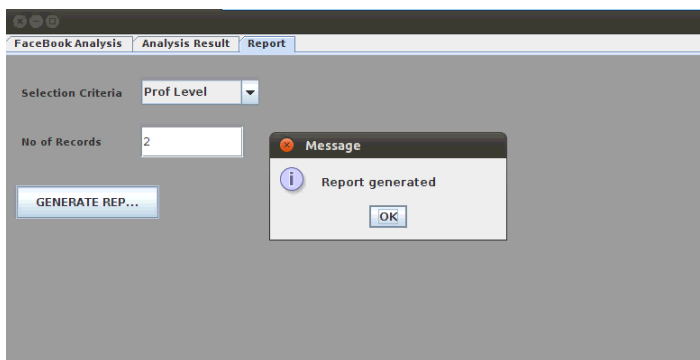 FaceBook Analysis Analysis Result Report
Selection Criteria Prof Level
No of Records 2
Message
i Report generated
GENERATE REP...
OK